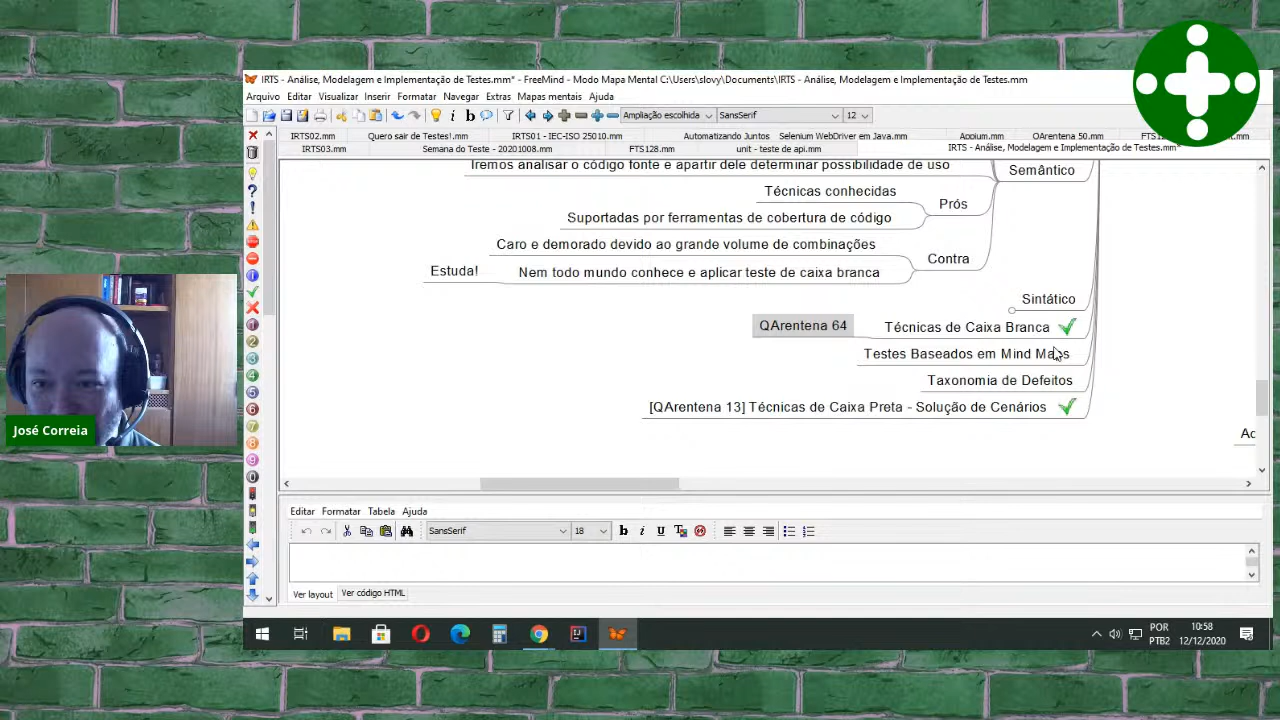 IRTS - Análise, Modelagem e Implementação de Testes.mm* - FreeMind - Modo Mapa Mental C:\Users\slovy\Documents\IRTS - Análise, Modelagem e Implementação de Testes.mm)
Arquivo Editar Visualizar Inserir Formatar Navegar Extras Mapas mentais Ajuda
Ampliação escolhida SansSerif 12
IRTS02.mm Quero sair de Testes!.mm IRTS01 - IEC-ISO 25010.mm Automatizando Juntos Selenium WebDriver em Java.mm Appium.mm QArentena 50.mm
IRTS03.mm Semana do Teste - 20201008.mm FTS128.mm unit - teste de api.mm IRTS - Análise, Modelagem e Implementação de Testes.mm*
Iremos analisar o código fonte e apartir dele determinar possibilidade de uso
Semântico
Técnicas conhecidas
Prós
Suportadas por ferramentas de cobertura de código
Caro e demorado devido ao grande volume de combinações
Contra
Estuda!
Nem todo mundo conhece e aplicar teste de caixa branca
Sintático
QArentena 64
Técnicas de Caixa Branca
Testes Baseados em Mind Maps
Taxonomia de Defeitos
[QArentena 13] Técnicas de Caixa Preta - Solução de Cenários
José Correia
Editar Formatar Tabela Ajuda
SansSerif 18
Ver layout Ver código HTML
POR 10:58
PTB2 12/12/2020